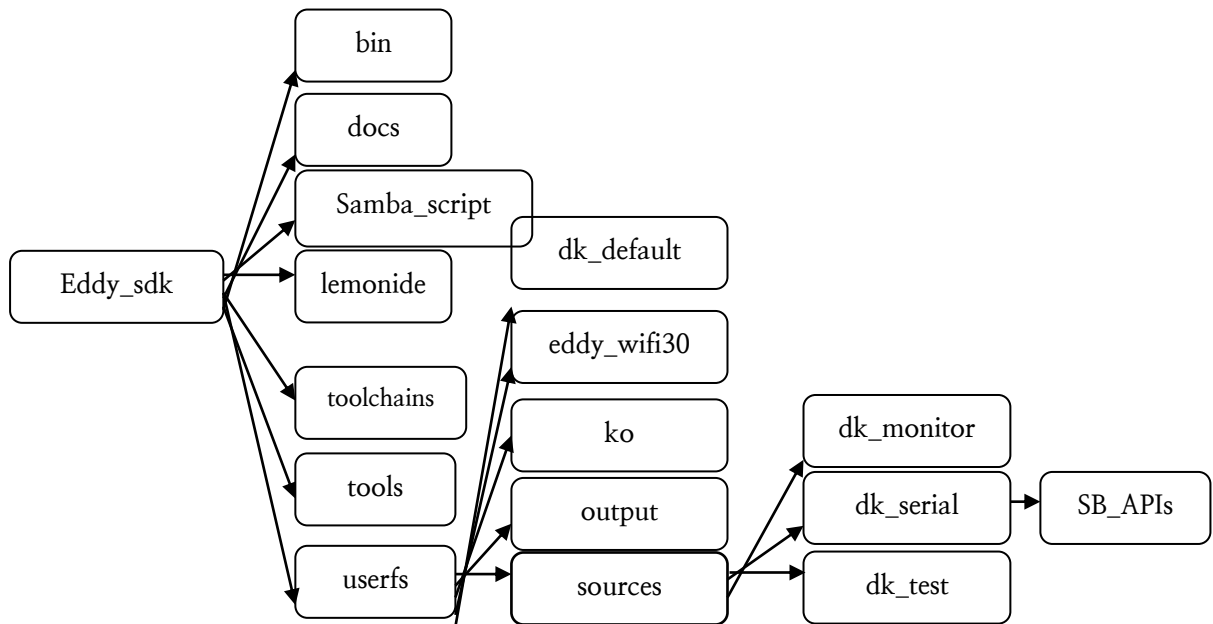 bin
docs
Samba_script
dk_default
Eddy_sdk
lemonide
eddy_wifi30
toolchains
ko
dk_monitor
tools
output
dk_serial
SB_APIs
userfs
sources
dk_test